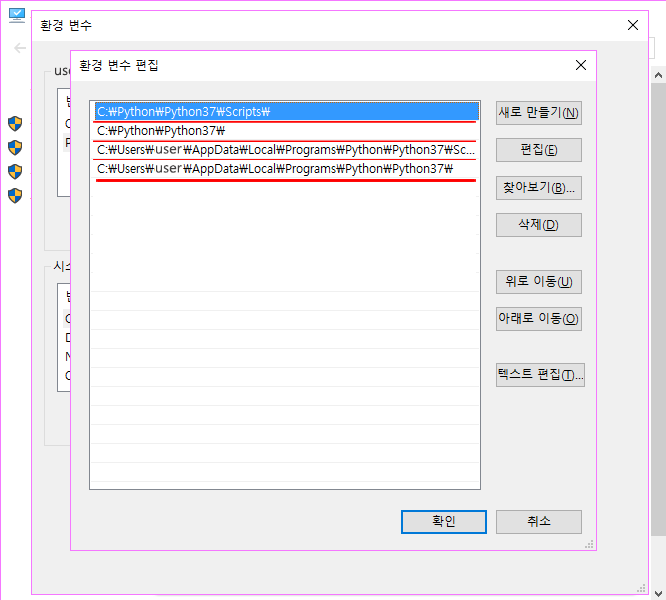 환경 변수
환경 변수 편집
C:₩Python₩Python37₩Scripts₩
C:₩Python₩Python37₩
C:₩Users₩user₩AppData₩Local₩Programs₩Python₩Python37₩Sc...
C:₩Users₩user₩AppData₩Local₩Programs₩Python₩Python37₩
새로 만들기(N)
편집(E)
찾아보기(B)...
삭제(D)
위로 이동(U)
아래로 이동(O)
텍스트 편집(T)...
확인
취소